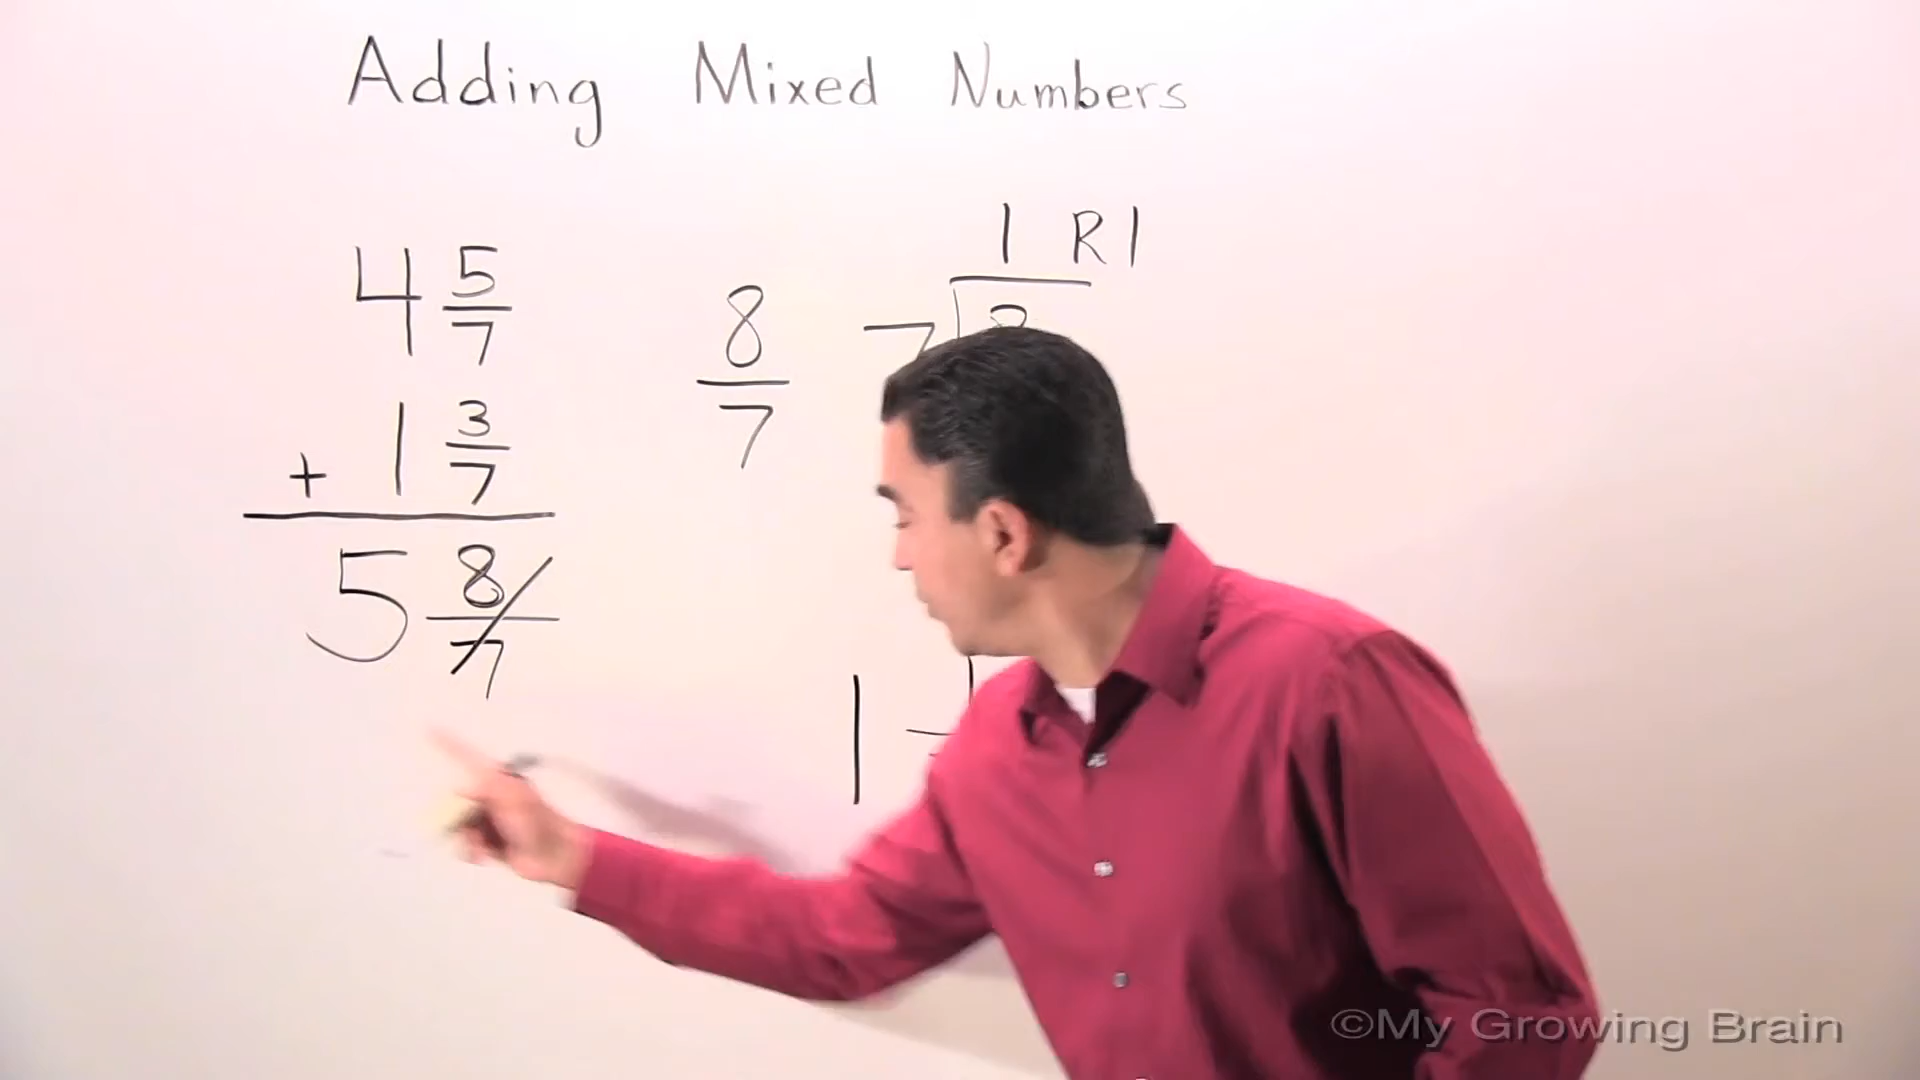 Adding Mixed Numbers
4 5/7
+ 1 3/7
5 8/7
8/7
1 R1
7
1
©My Growing Brain